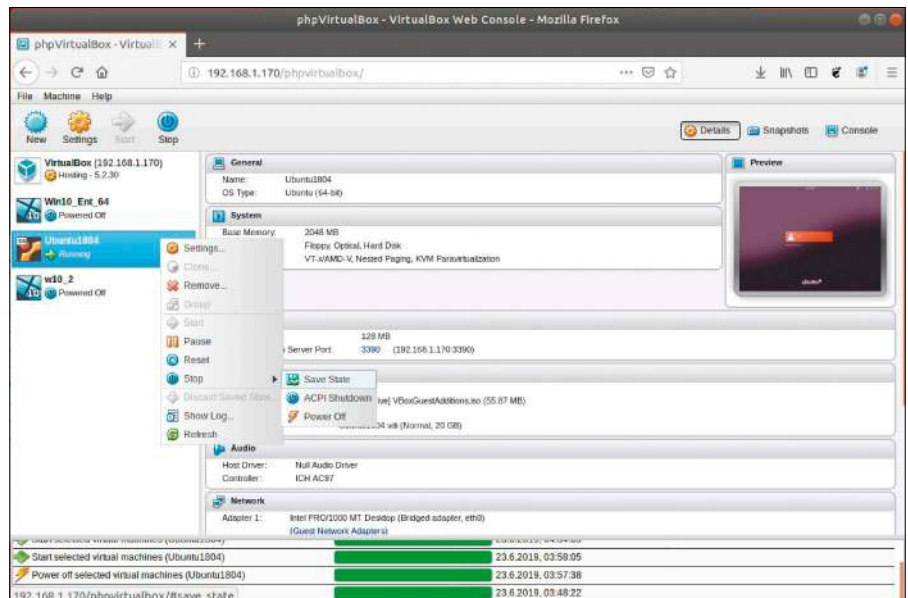 phpVirtualBox - VirtualBox Web Console - Mozilla Firefox
phpVirtualBox - Virtual
192.168.1.170/phpvirtualbox/
File Machine Help
New Settings Start Stop
Details Snapshots Console
VirtualBox (192.168.1.170)
Hosting - 5.2.30
Win10_Ent_64
Powered Off
Ubuntu1804
Running
w10_2
Powered Off
General
Name: Ubuntu1804
OS Type: Ubuntu (64-bit)
System
Base Memory: 2048 MB
Floppy, Optical, Hard Disk
VT-x/AMD-V, Nested Paging, KVM Paravirtualization
Preview
ubuntu
Settings...
Clone...
Remove...
Group
Start
Pause
Reset
Stop
Discard Saved State...
Show Log...
Refresh
Save State
ACPI Shutdown
Power Off
128 MB
Server Port: 3390 (192.168.1.170:3390)
VBoxGuestAdditions.iso (55.87 MB)
vdi (Normal, 20 GB)
Audio
Host Driver: Null Audio Driver
Controller: ICH AC97
Network
Adapter 1: Intel PRO/1000 MT Desktop (Bridged adapter, eth0)
(Guest Network Adapters)
Start selected virtual machines (Ubuntu1804) 23.6.2019, 03:58:05
Power off selected virtual machines (Ubuntu1804) 23.6.2019, 03:57:38
192.168.1.170/phpvirtualbox/#save_state 23.6.2019, 03:48:22